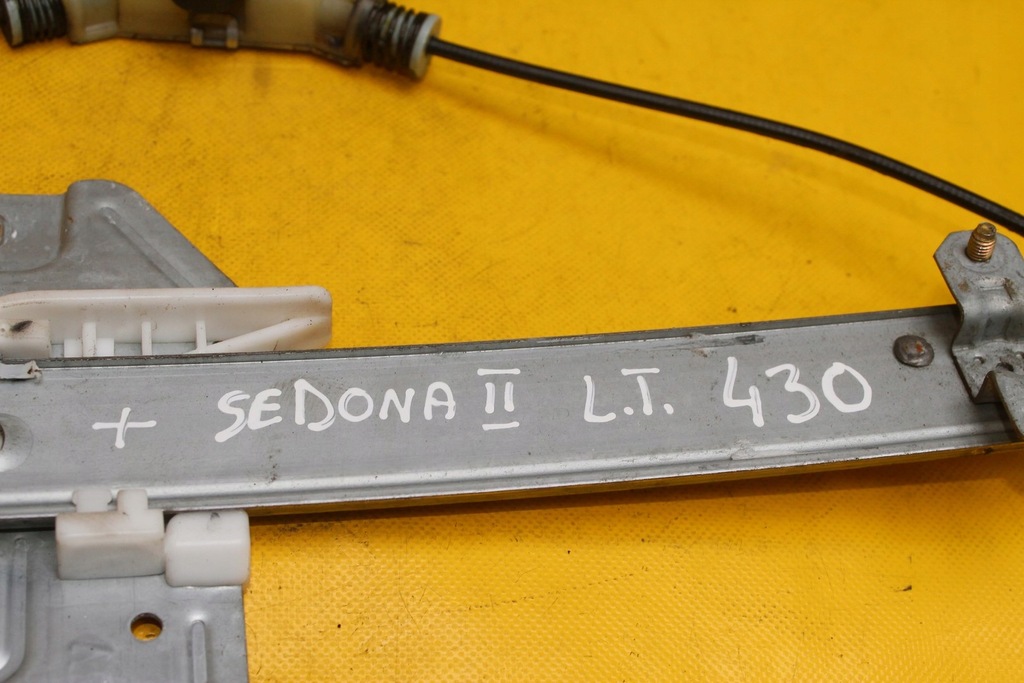 + SEDONA II L.T. 430